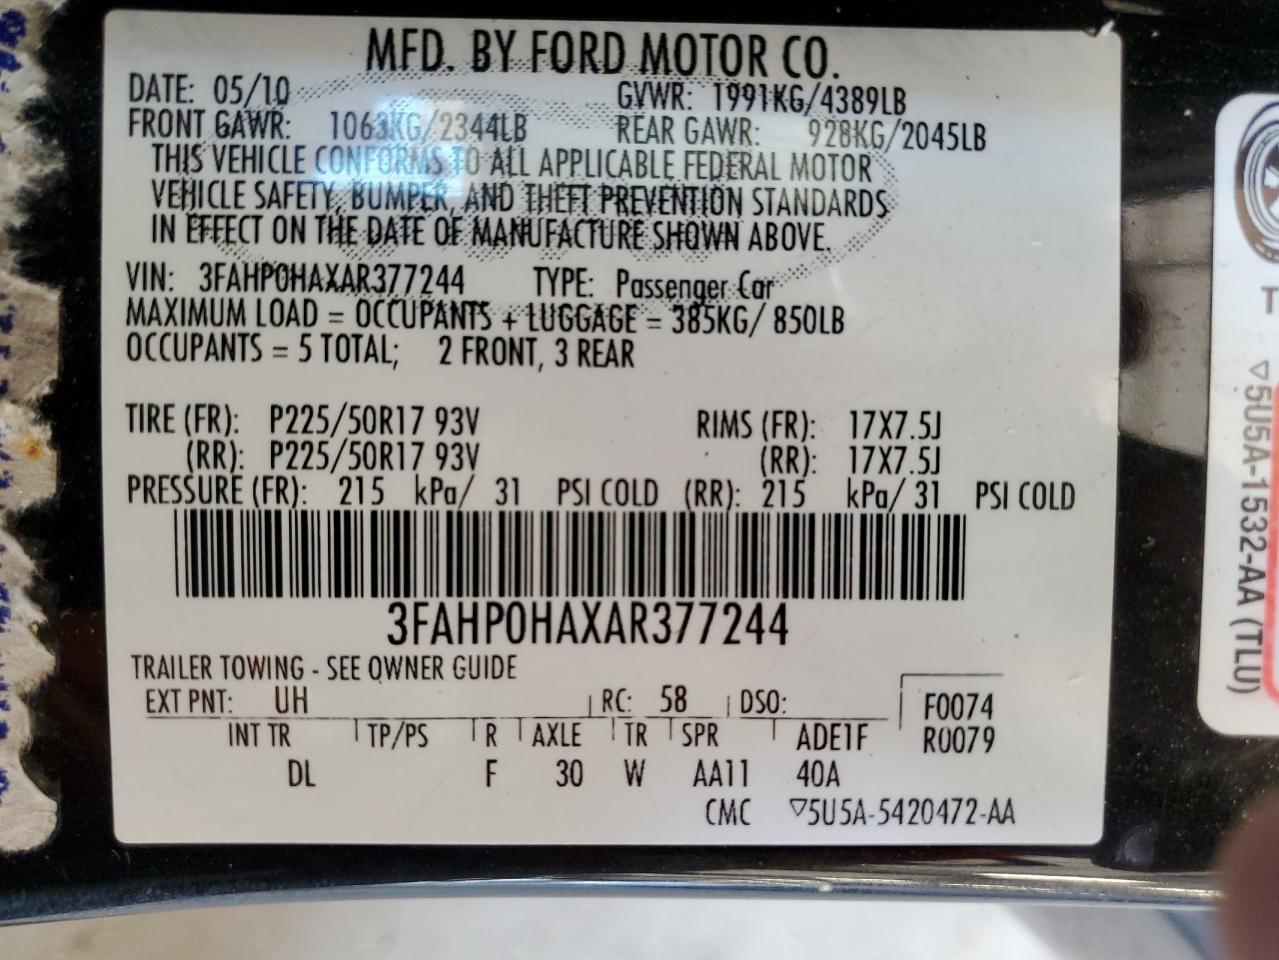 MFD. BY FORD MOTOR CO.
DATE: 05/10 GVWR: 1991KG/4389LB
FRONT GAWR: 1063KG/2344LB REAR GAWR: 928KG/2045LB
THIS VEHICLE CONFORMS TO ALL APPLICABLE FEDERAL MOTOR
VEHICLE SAFETY, BUMPER, AND THEFT PREVENTION STANDARDS
IN EFFECT ON THE DATE OF MANUFACTURE SHOWN ABOVE.
VIN: 3FAHP0HAXAR377244 TYPE: Passenger Car
MAXIMUM LOAD = OCCUPANTS + LUGGAGE = 385KG/ 850LB
OCCUPANTS = 5 TOTAL; 2 FRONT, 3 REAR
TIRE (FR): P225/50R17 93V RIMS (FR): 17X7.5J
(RR): P225/50R17 93V (RR): 17X7.5J
PRESSURE (FR): 215 kPa/ 31 PSI COLD (RR): 215 kPa/ 31 PSI COLD
3FAHP0HAXAR377244
TRAILER TOWING - SEE OWNER GUIDE
EXT PNT: UH RC: 58 DSO: F0074
INT TR TP/PS R AXLE TR SPR ADE1F R0079
DL F 30 W AA11 40A
CMC ▽5U5A-5420472-AA
T
▽5U5A-1532-AA (TLU)